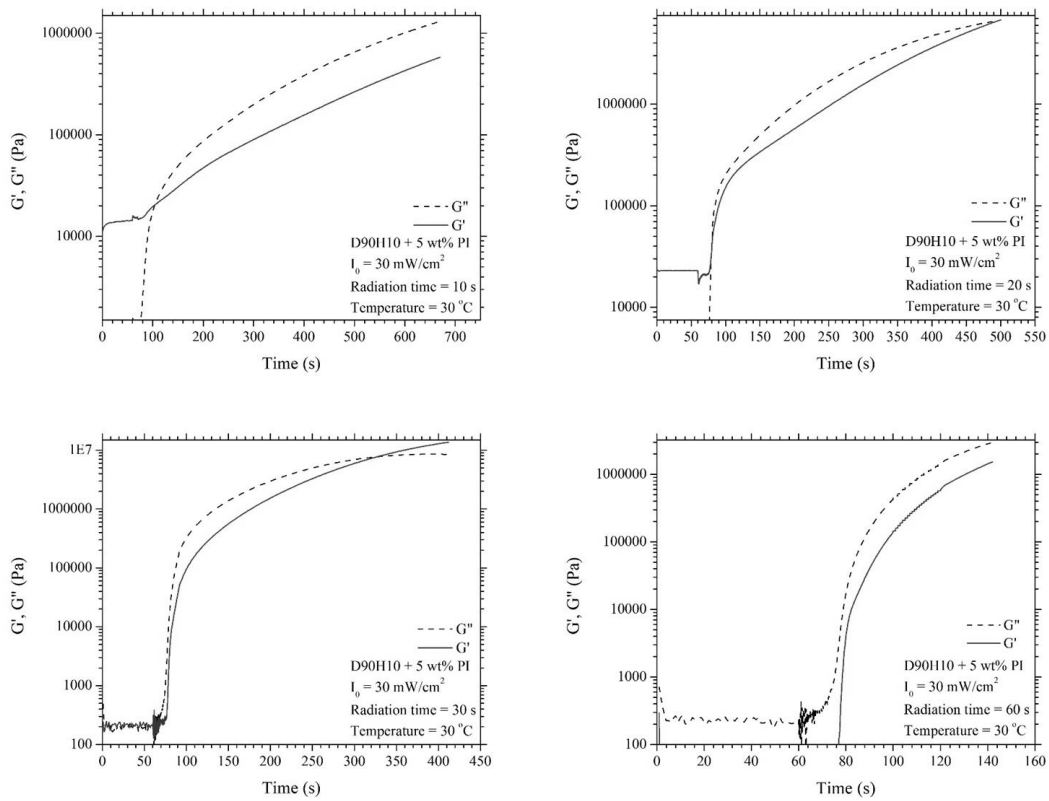 1000000
100000
10000
G', G" (Pa)
G"
G'
D90H10 + 5 wt% PI
I0 = 30 mW/cm2
Radiation time = 10 s
Temperature = 30 oC
0 100 200 300 400 500 600 700
Time (s)
1000000
100000
10000
G', G" (Pa)
G"
G'
D90H10 + 5 wt% PI
I0 = 30 mW/cm2
Radiation time = 20s
Temperature = 30 oC
0 50 100 150 200 250 300 350 400 450 500 550
Time (s)
1E7
1000000
100000
10000
1000
100
G', G" (Pa)
G"
G'
D90H10 + 5 wt% PI
I0 = 30 mW/cm2
Radiation time = 30s
Temperature = 30 oC
0 50 100 150 200 250 300 350 400 450
Time (s)
1000000
100000
10000
1000
100
G', G" (Pa)
G"
G'
D90H10 + 5 wt% PI
I0 = 30 mW/cm2
Radiation time = 60s
Temperature = 30 oC
0 20 40 60 80 100 120 140 160
Time (s)